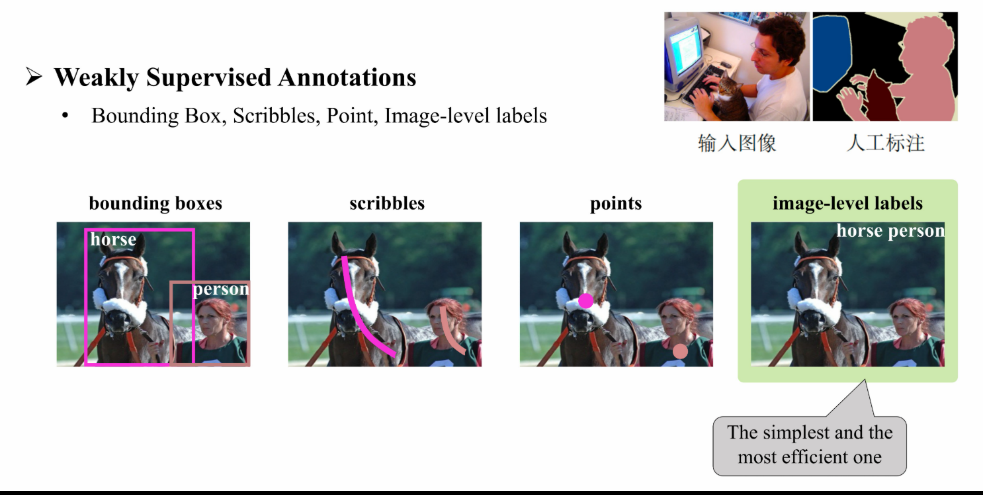 ➢ Weakly Supervised Annotations
• Bounding Box, Scribbles, Point, Image-level labels
输入图像
人工标注
bounding boxes
horse
person
scribbles
points
image-level labels
horse person
The simplest and the
most efficient one